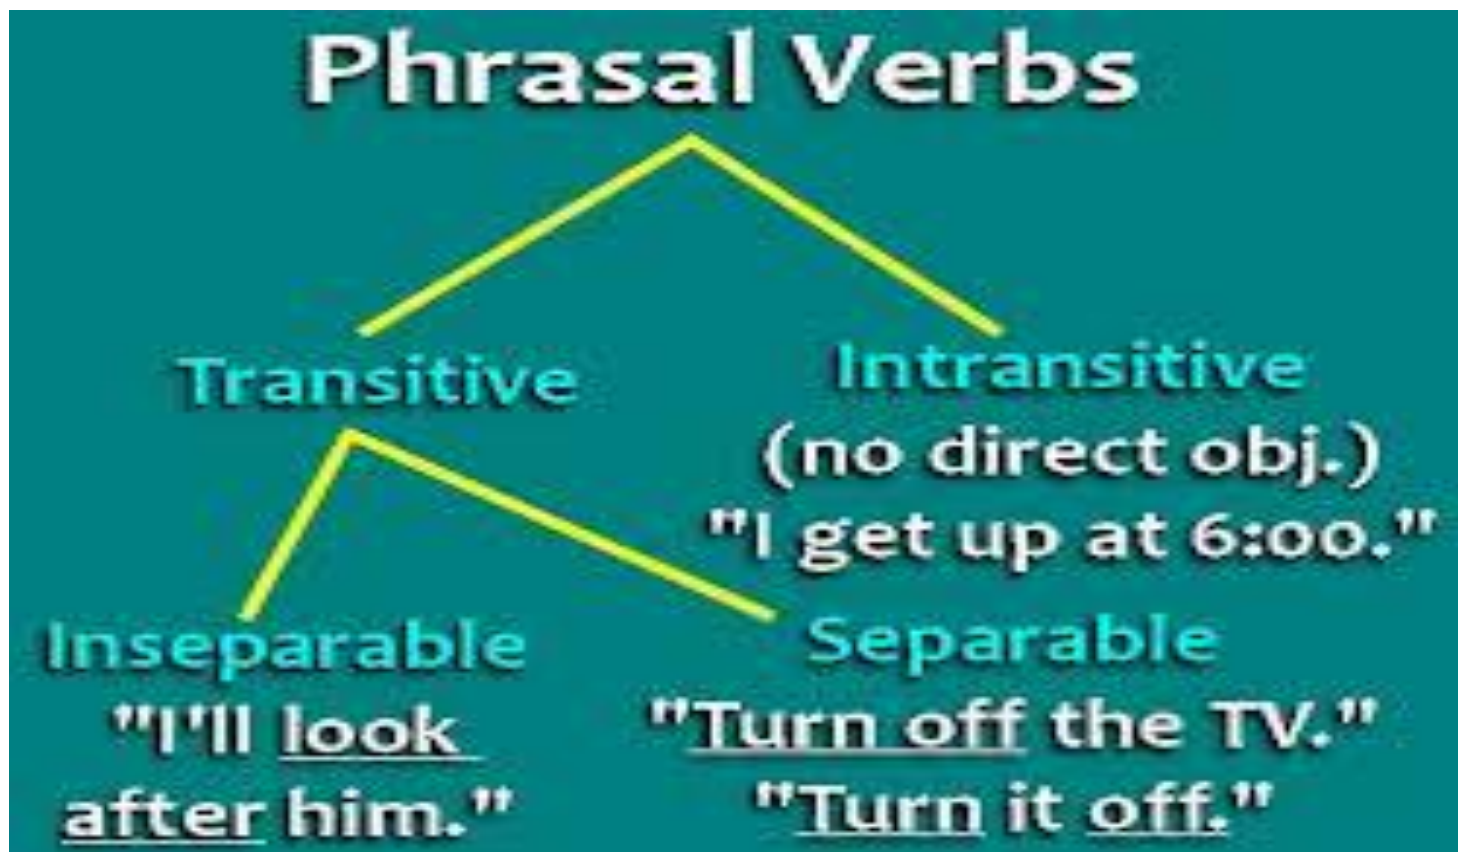 Phrasal Verbs
Transitive
Intransitive
(no direct obj.)
"I get up at 6:00."
Inseparable
"I'll look
after him."
Separable
"Turn off the TV."
"Turn it off."